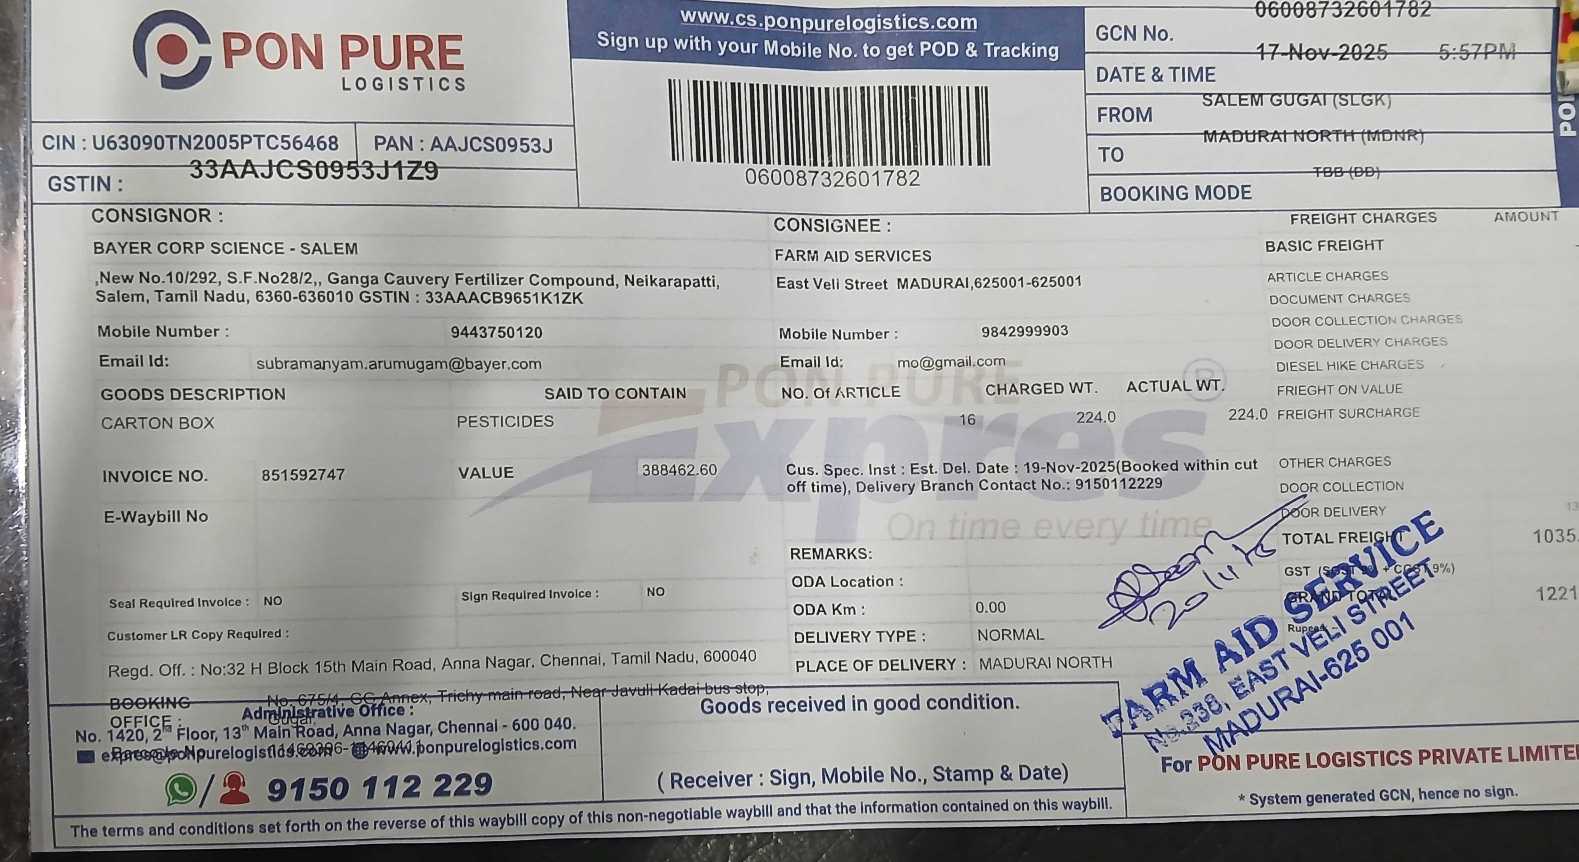 PON PURE
LOGISTICS
CIN : U63090TN2005PTC56468
PAN : AAJCS0953J
GSTIN :
33AAJCS0953J1Z9
www.cs.ponpurelogistics.com
Sign up with your Mobile No. to get POD & Tracking
06008732601782
GCN No.
06008732601782
DATE & TIME
17-Nov-2025 5:57PM
FROM
SALEM GUGAI (SLGK)
TO
MADURAI NORTH (MDNR)
BOOKING MODE
TBB (DD)
CONSIGNOR :
BAYER CORP SCIENCE - SALEM
,New No.10/292, S.F.No28/2,, Ganga Cauvery Fertilizer Compound, Neikarapatti,
Salem, Tamil Nadu, 6360-636010 GSTIN : 33AAACB9651K1ZK
Mobile Number : 9443750120
Email Id: subramanyam.arumugam@bayer.com
CONSIGNEE :
FARM AID SERVICES
East Veli Street MADURAI,625001-625001
Mobile Number : 9842999903
Email Id: mo@gmail.com
GOODS DESCRIPTION SAID TO CONTAIN NO. Of ARTICLE CHARGED WT. ACTUAL WT.
CARTON BOX PESTICIDES 16 224.0 224.0
INVOICE NO. 851592747 VALUE 388462.60
Cus. Spec. Inst : Est. Del. Date : 19-Nov-2025(Booked within cut
off time), Delivery Branch Contact No.: 9150112229
E-Waybill No
PON PURE
Expres
®
On time every time
REMARKS:
ODA Location :
ODA Km : 0.00
DELIVERY TYPE : NORMAL
PLACE OF DELIVERY : MADURAI NORTH
Seal Required Invoice : NO
Sign Required Invoice : NO
Customer LR Copy Required :
Regd. Off. : No:32 H Block 15th Main Road, Anna Nagar, Chennai, Tamil Nadu, 600040
BOOKING
OFFICE :
No. 675/4, GG Annex, Trichy main road, Near Javuli Kadai bus stop,
Gugai,
Administrative Office :
No. 1420, 2nd Floor, 13th Main Road, Anna Nagar, Chennai - 600 040.
expres@ponpurelogistics.com www.ponpurelogistics.com
9150 112 229
Goods received in good condition.
( Receiver : Sign, Mobile No., Stamp & Date)
The terms and conditions set forth on the reverse of this waybill copy of this non-negotiable waybill and that the information contained on this waybill.
FREIGHT CHARGES AMOUNT
BASIC FREIGHT
ARTICLE CHARGES
DOCUMENT CHARGES
DOOR COLLECTION CHARGES
DOOR DELIVERY CHARGES
DIESEL HIKE CHARGES
FRIEGHT ON VALUE
FREIGHT SURCHARGE
OTHER CHARGES
DOOR COLLECTION
DOOR DELIVERY 13
TOTAL FREIGHT 1035.
GST
GRAND TOTAL 1221
FARM AID SERVICE
No.238, EAST VELI STREET
MADURAI-625 001
For PON PURE LOGISTICS PRIVATE LIMITE
* System generated GCN, hence no sign.